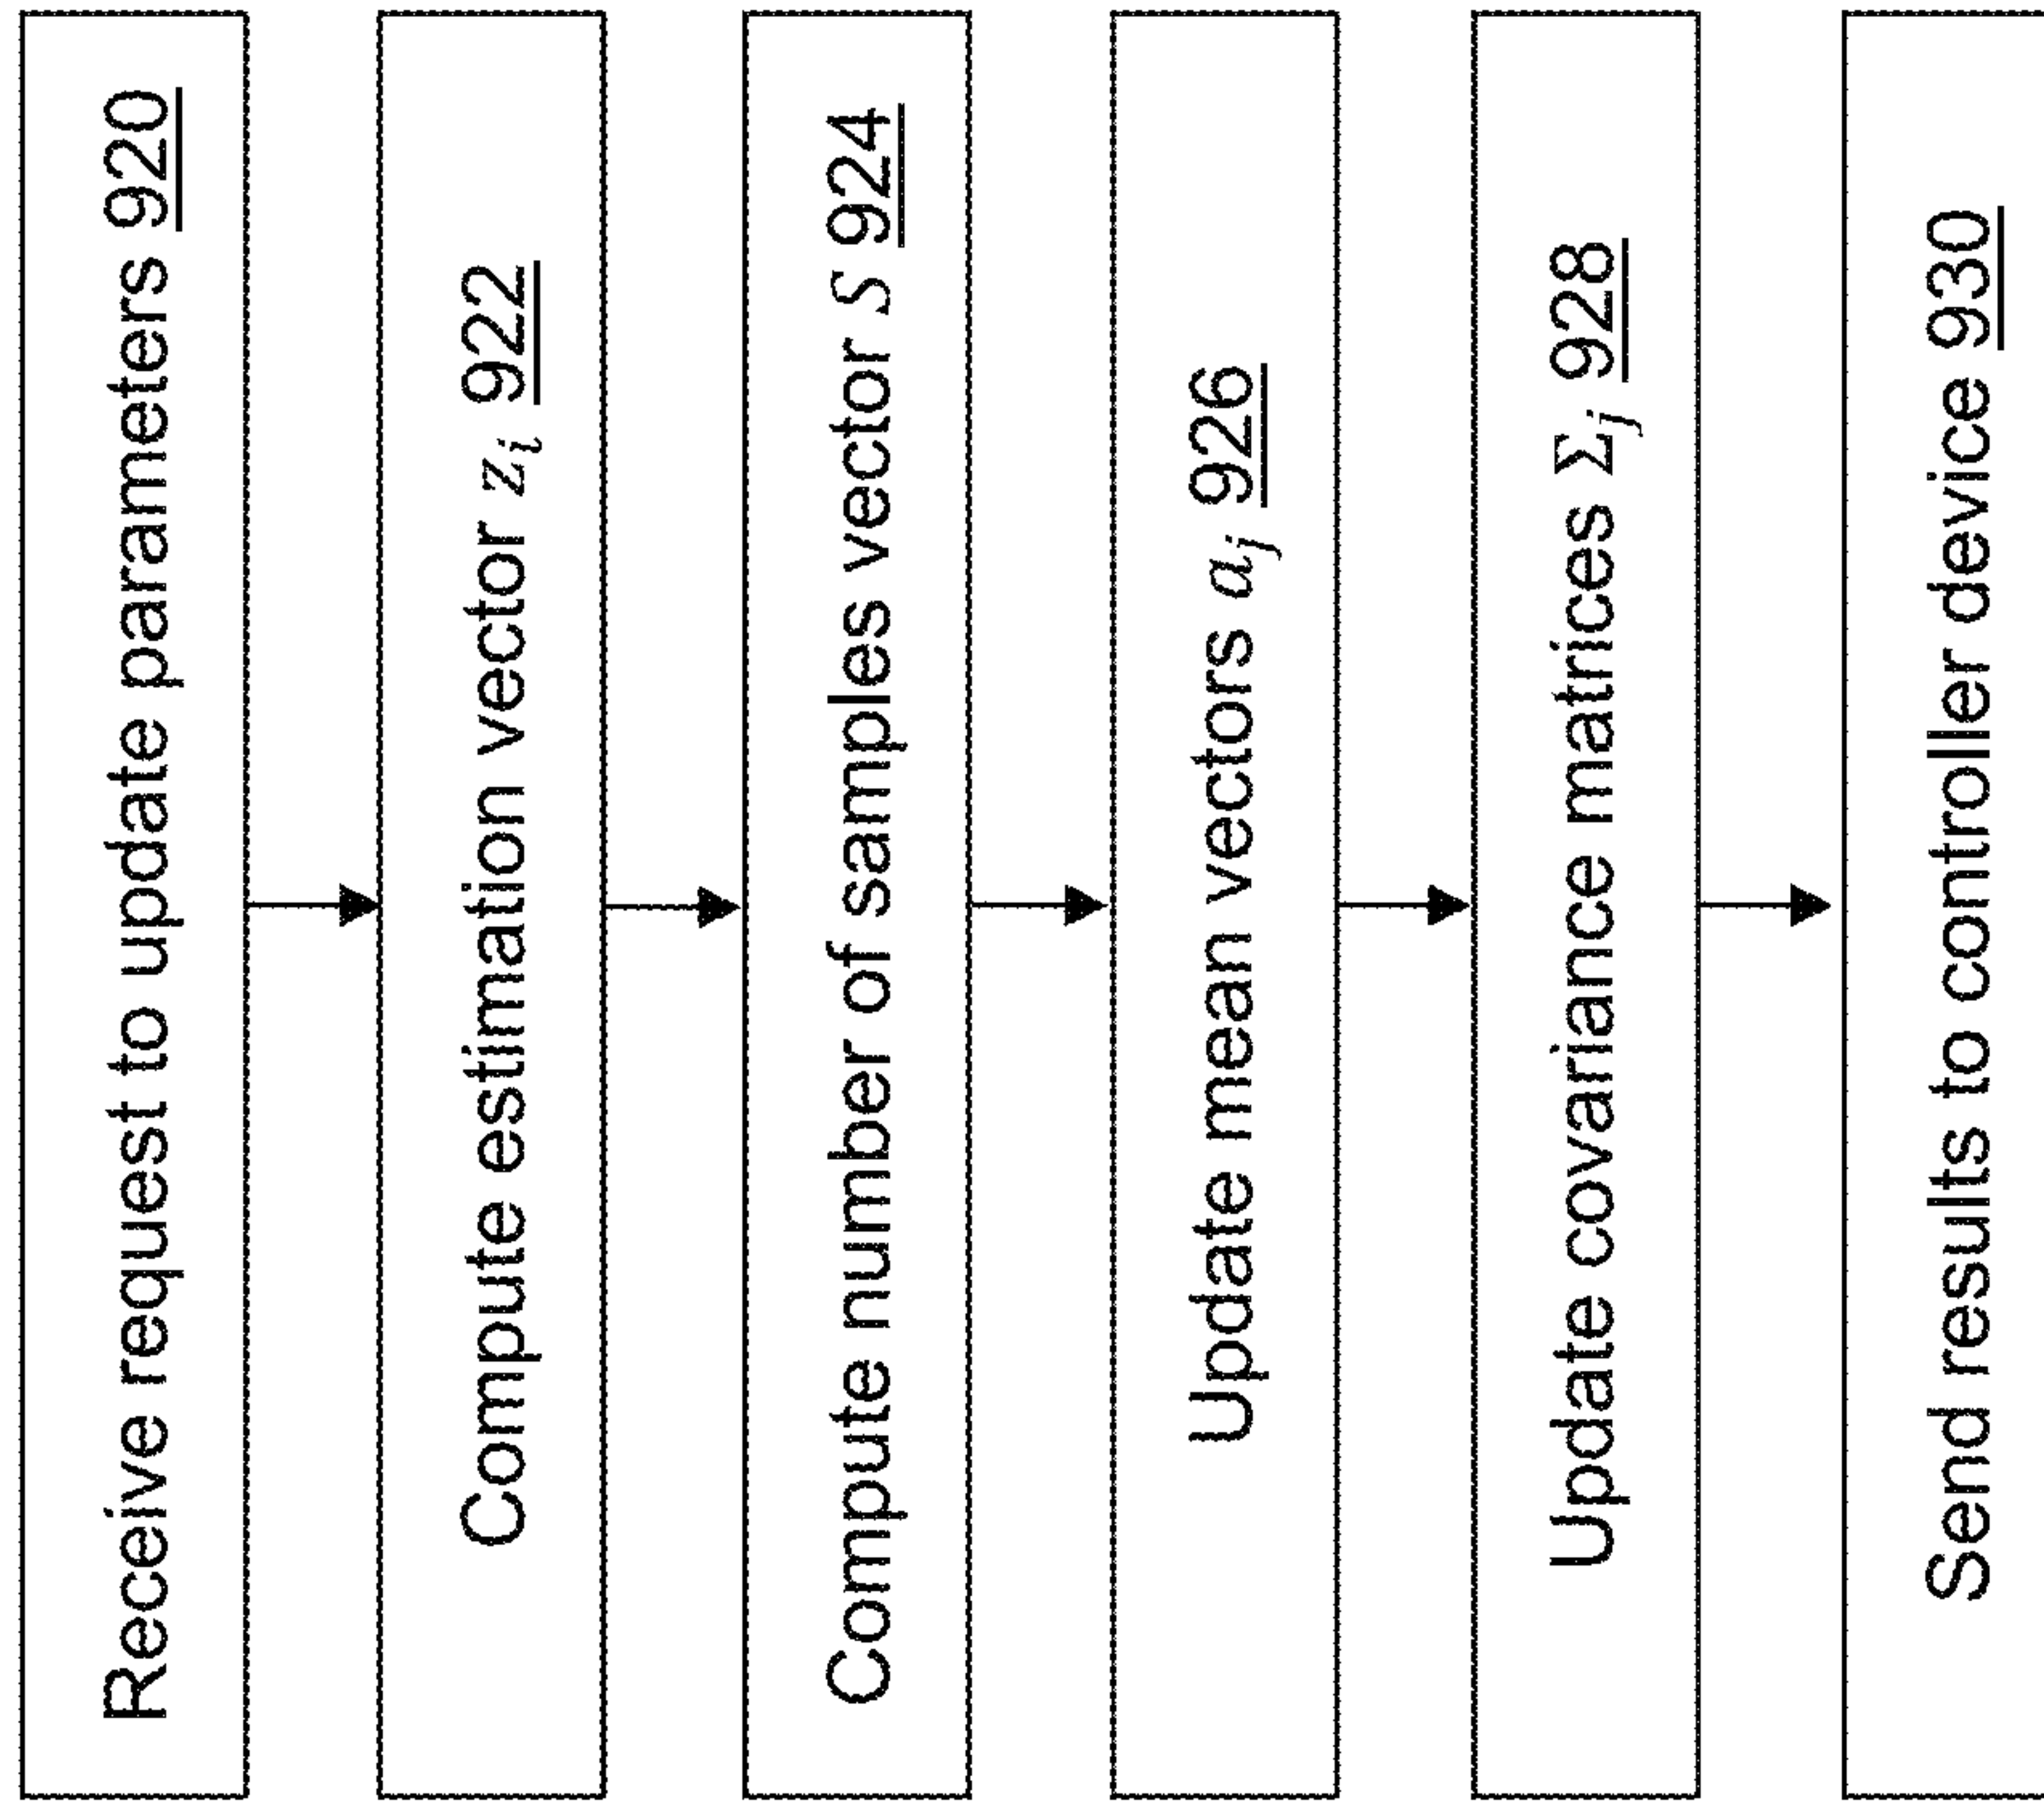 Receive request to update parameters 920
Compute estimation vector z_i 922
Compute number of samples vector S 924
Update mean vectors a_j 926
Update covariance matrices Σ_j 928
Send results to controller device 930